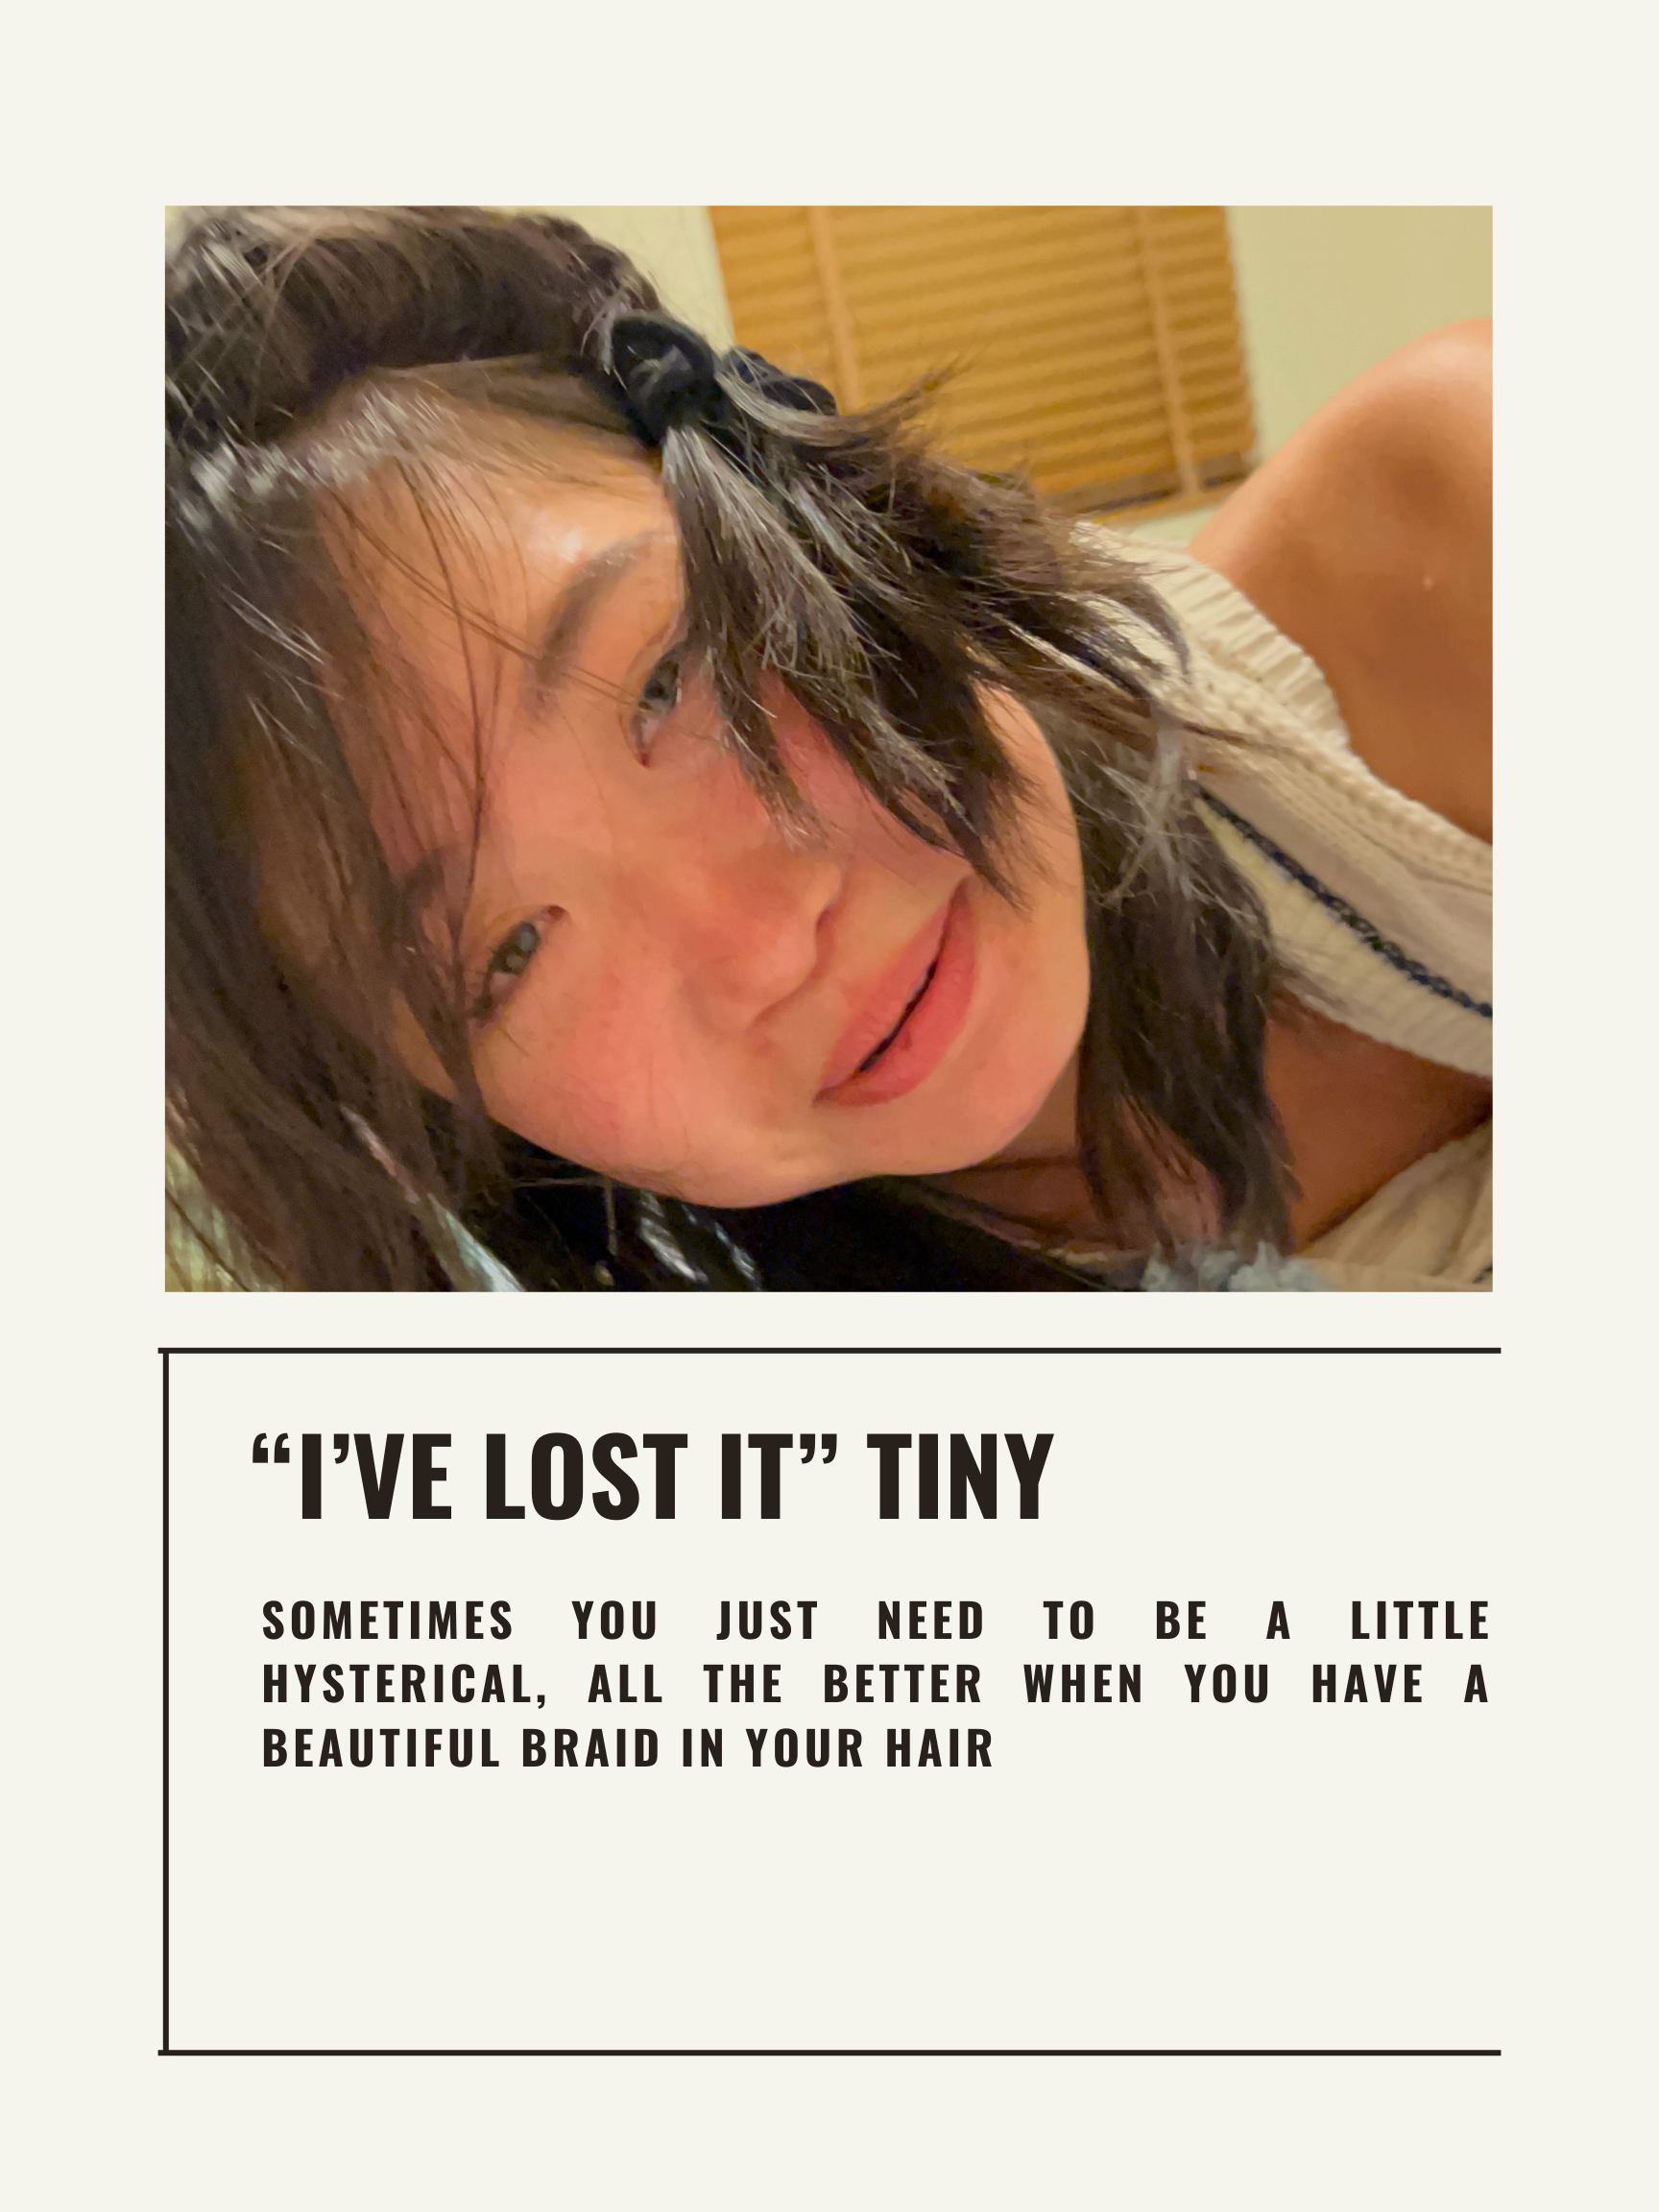 “I’VE LOST IT” TINY
SOMETIMES YOU JUST NEED TO BE A LITTLE
HYSTERICAL, ALL THE BETTER WHEN YOU HAVE A
BEAUTIFUL BRAID IN YOUR HAIR